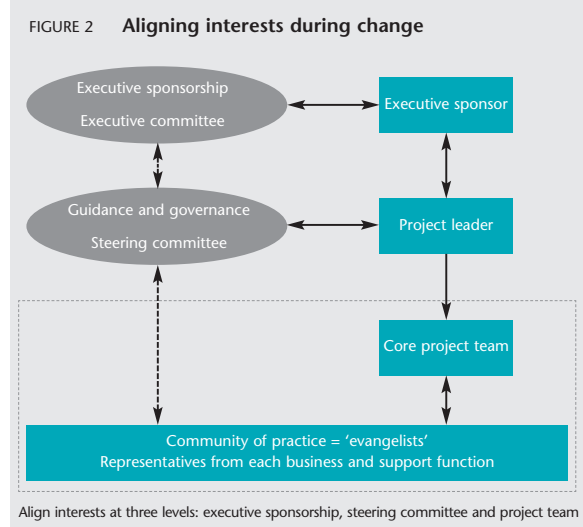 FIGURE 2 Aligning interests during change
Executive sponsorship
Executive committee
Executive sponsor
Guidance and governance
Steering committee
Project leader
Core project team
Community of practice = ‘evangelists’
Representatives from each business and support function
Align interests at three levels: executive sponsorship, steering committee and project team